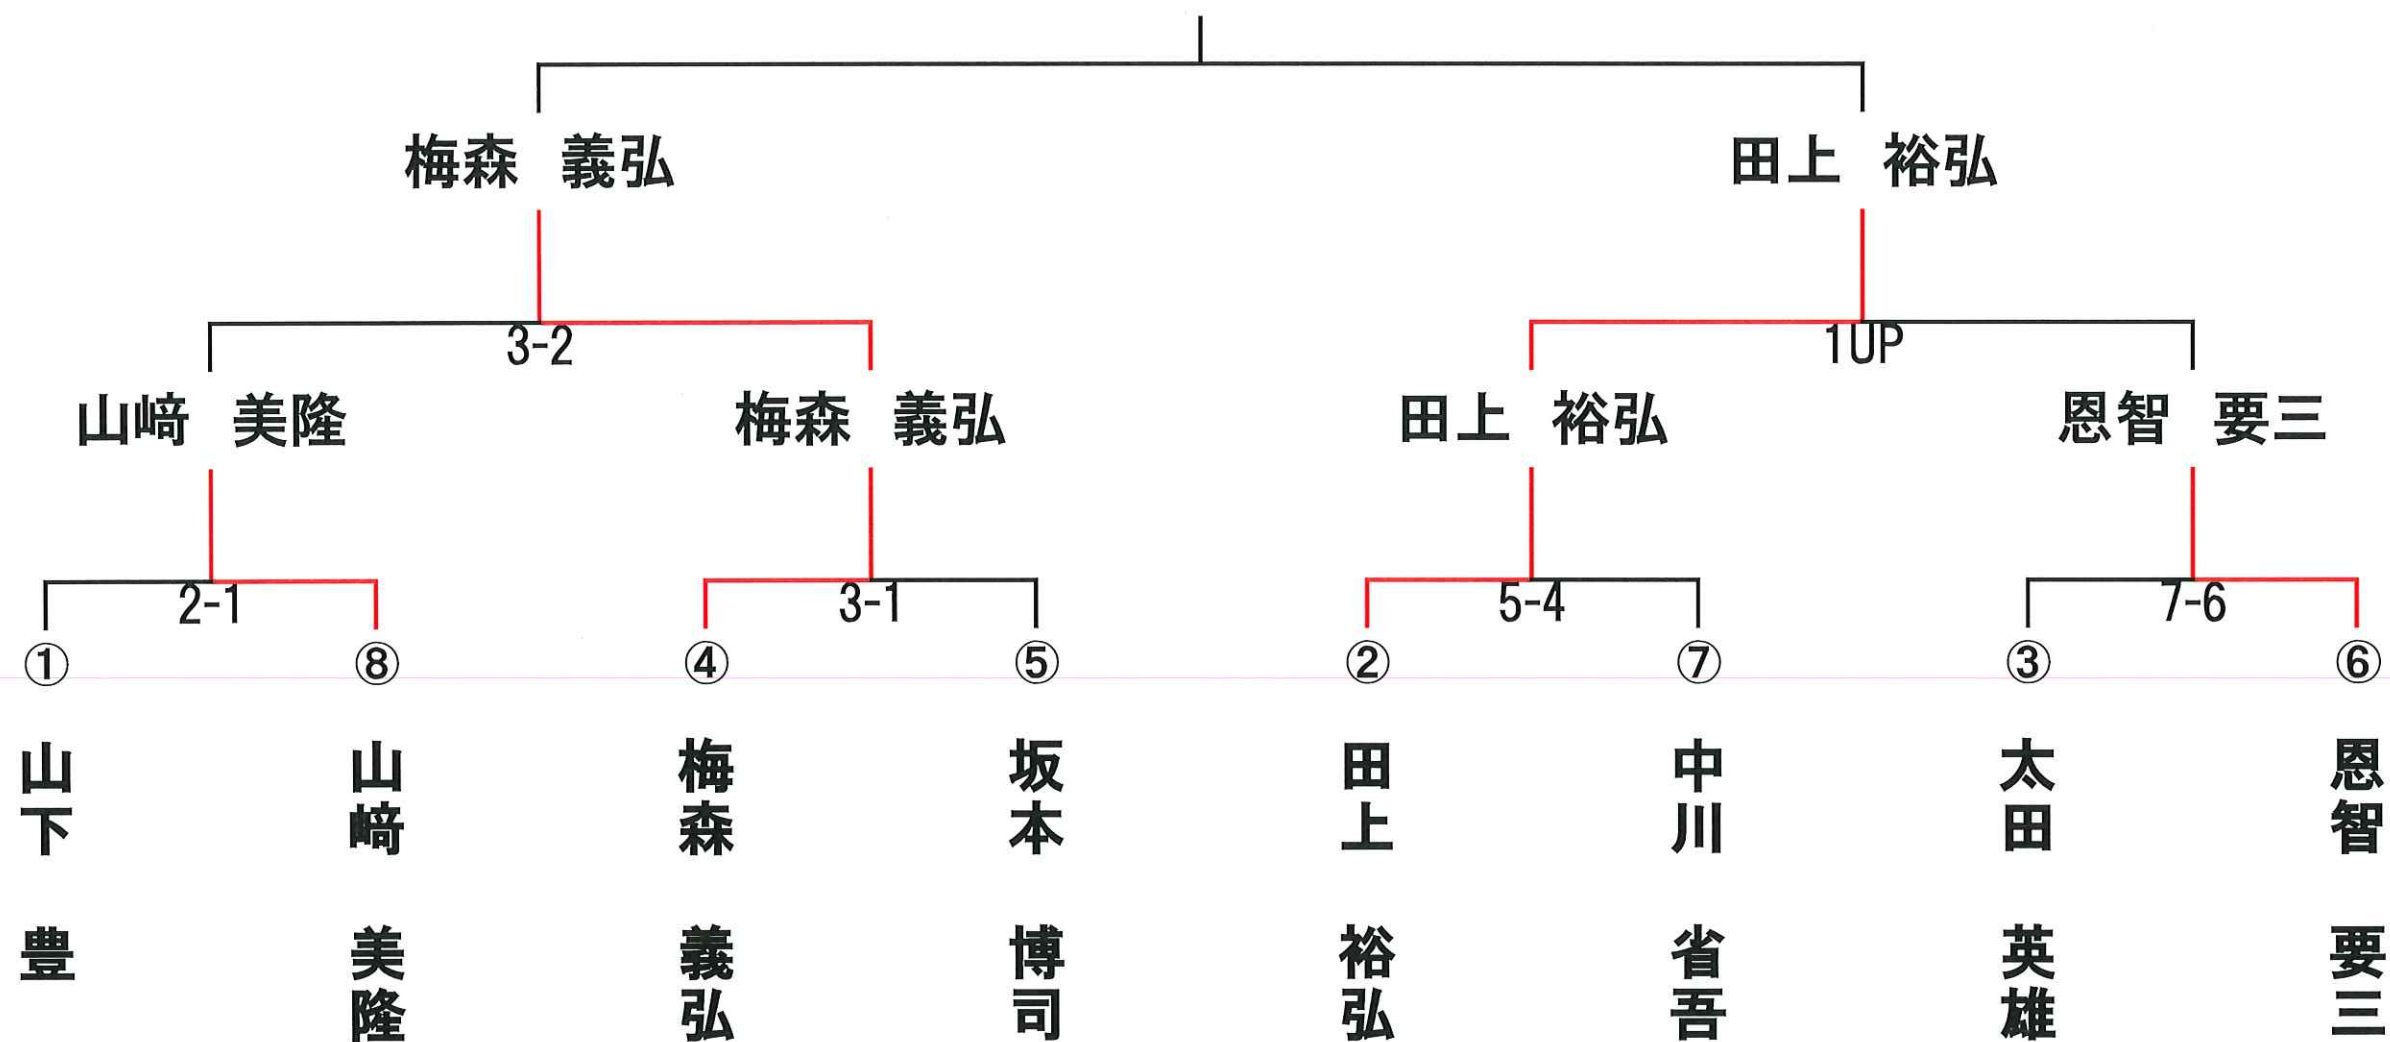 梅森 義弘
田上 裕弘
3-2
1UP
山﨑 美隆
梅森 義弘
田上 裕弘
恩智 要三
2-1
3-1
5-4
7-6
①
⑧
④
⑤
②
⑦
③
⑥
山下 豊
山﨑 美隆
梅森 義弘
坂本 博司
田上 裕弘
中川 省吾
太田 英雄
恩智 要三